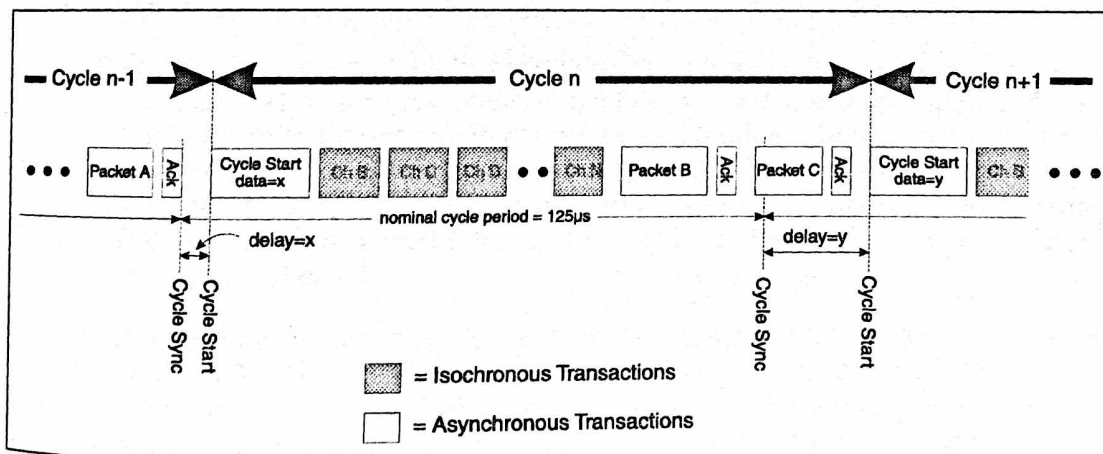 Cycle n-1 Cycle n Cycle n+1
Packet A Ack Cycle Start data=x Ch B Ch C Ch D Ch N Packet B Ack Packet C Ack Cycle Start data=y Ch B
nominal cycle period = 125µs
delay=x delay=y
Cycle Sync Cycle Start Cycle Sync Cycle Start
= Isochronous Transactions
= Asynchronous Transactions